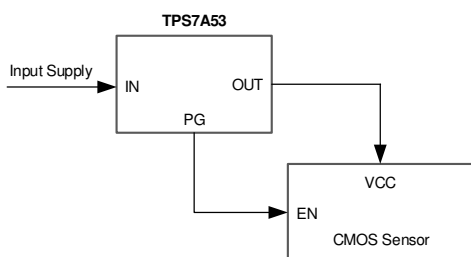 TPS7A53
Input Supply
IN
OUT
PG
VCC
EN
CMOS Sensor